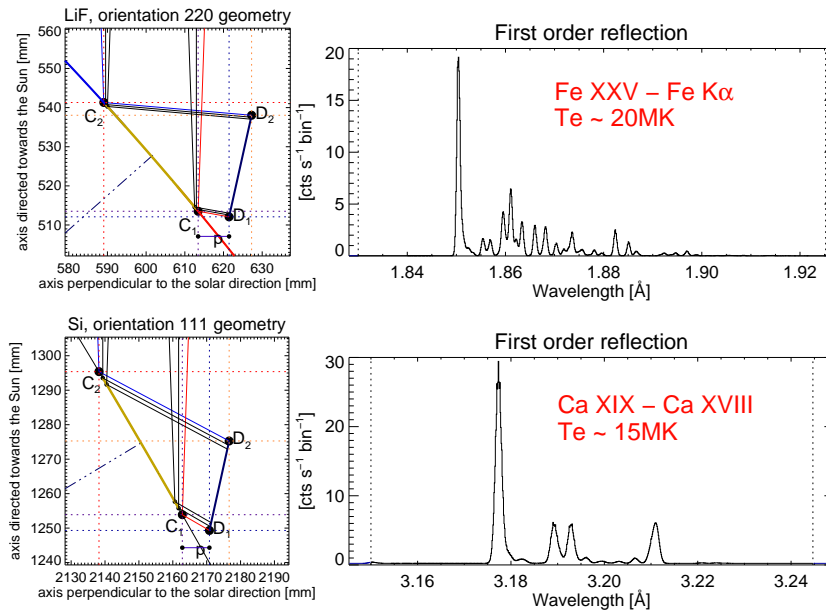 LiF, orientation 220 geometry
axis directed towards the Sun [mm]
560
550
540
530
520
510
C2
D2
C1
D1
p
580 590 600 610 620 630
axis perpendicular to the solar direction [mm]
First order reflection
[cts s⁻¹ bin⁻¹]
20
15
10
5
0
Fe XXV − Fe Kα
Te ~ 20MK
1.84 1.86 1.88 1.90 1.92
Wavelength [Å]
Si, orientation 111 geometry
axis directed towards the Sun [mm]
1300
1290
1280
1270
1260
1250
1240
C2
D2
C1
D1
p
2130 2140 2150 2160 2170 2180 2190
axis perpendicular to the solar direction [mm]
First order reflection
[cts s⁻¹ bin⁻¹]
30
20
10
0
Ca XIX − Ca XVIII
Te ~ 15MK
3.16 3.18 3.20 3.22 3.24
Wavelength [Å]